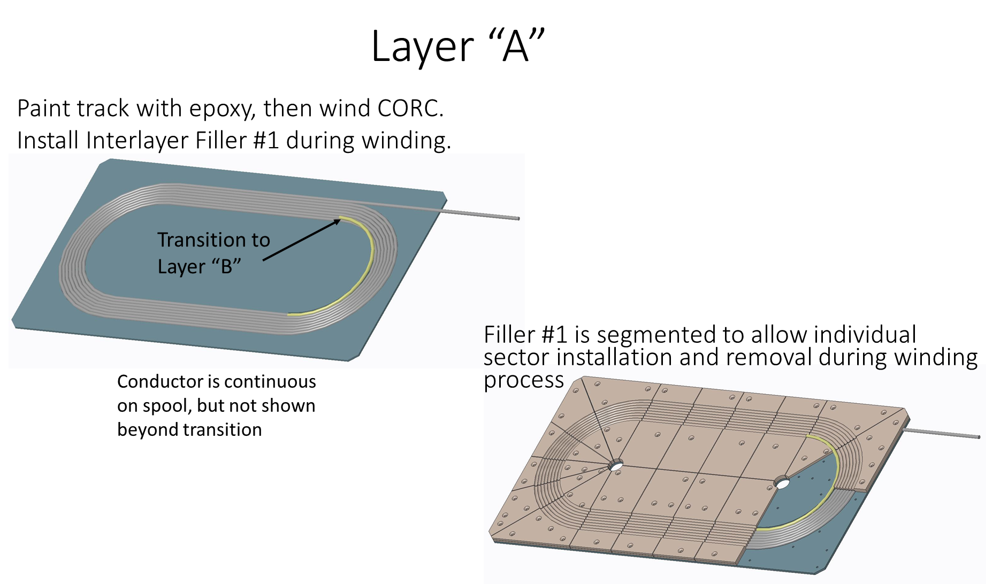 Layer “A”
Paint track with epoxy, then wind CORC.
Install Interlayer Filler #1 during winding.
Transition to
Layer “B”
Conductor is continuous
on spool, but not shown
beyond transition
Filler #1 is segmented to allow individual
sector installation and removal during winding
process